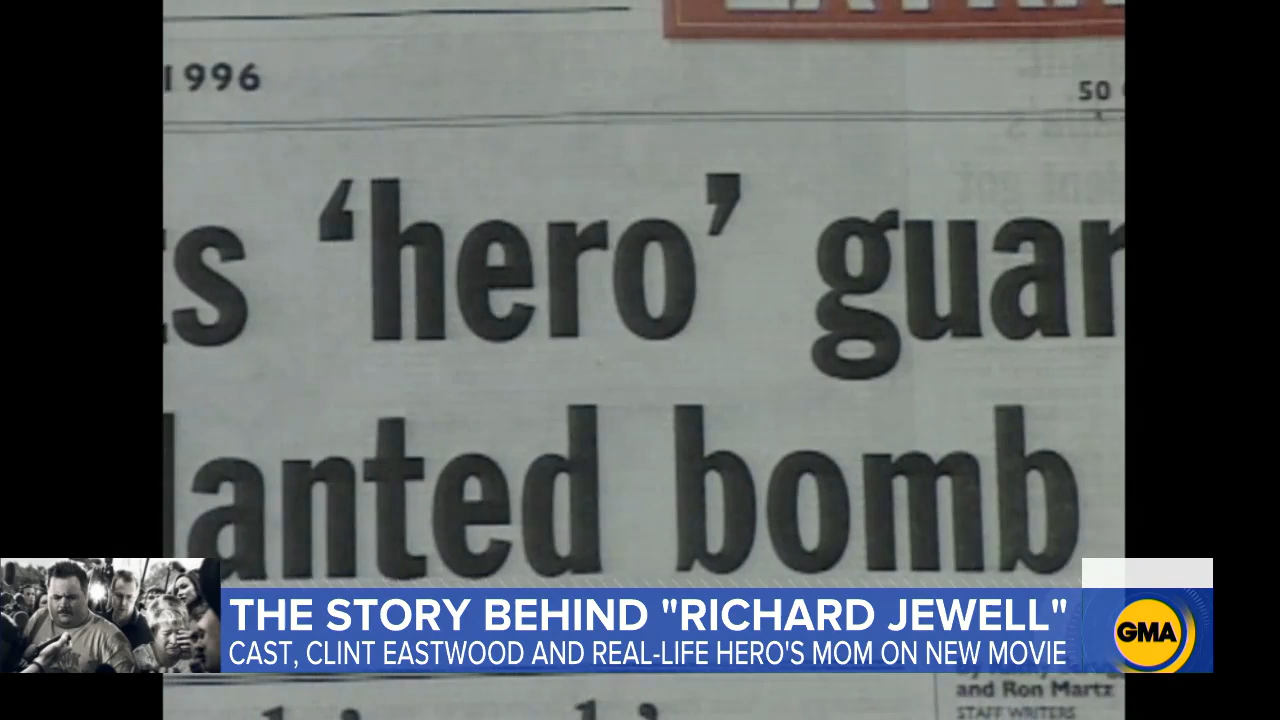 1996
50
s 'hero' guar
lanted bomb
THE STORY BEHIND "RICHARD JEWELL"
CAST, CLINT EASTWOOD AND REAL-LIFE HERO'S MOM ON NEW MOVIE
GMA
and Ron Martz
STAFF WRITERS